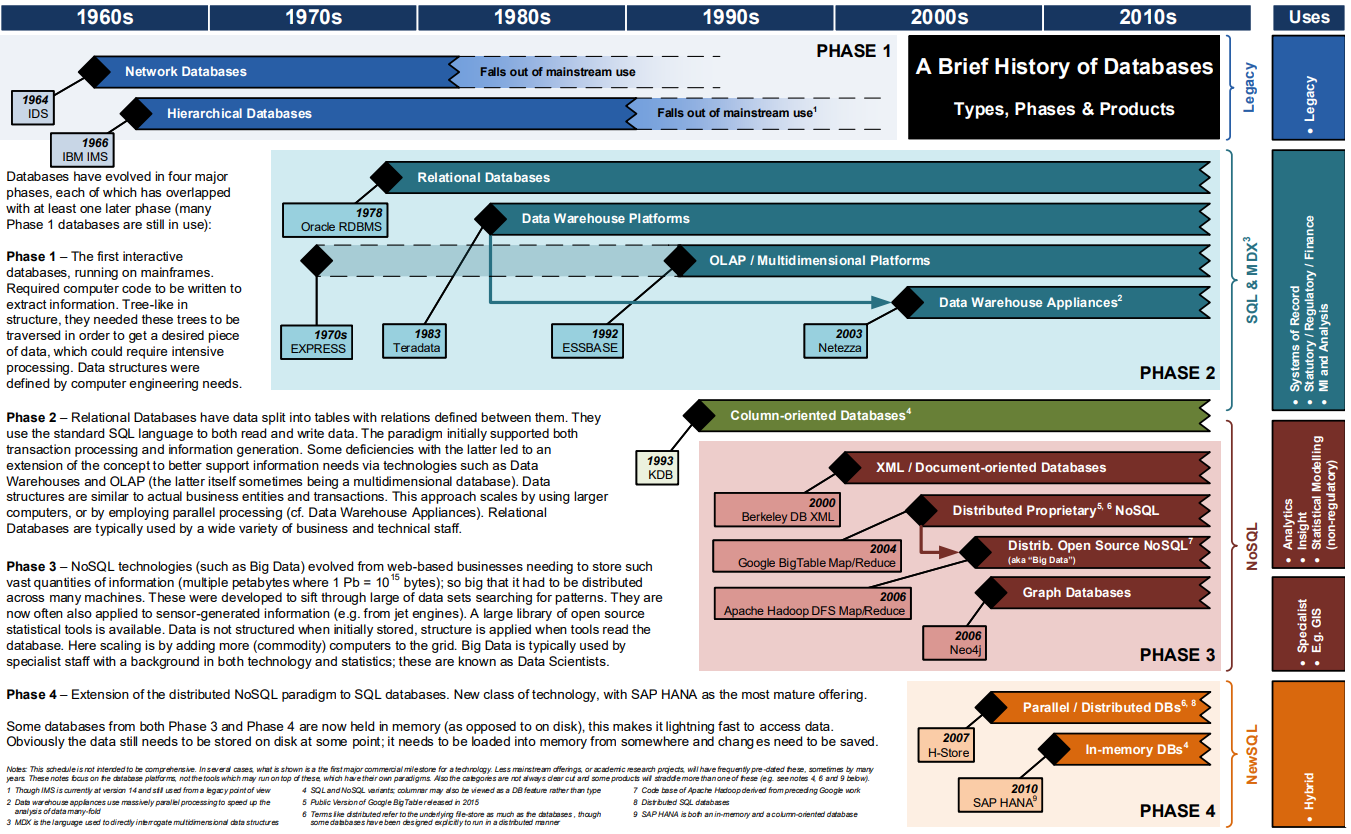 1960s 1970s 1980s 1990s 2000s 2010s Uses
PHASE 1
A Brief History of Databases
Types, Phases & Products
Network Databases
Falls out of mainstream use
1964
IDS
Hierarchical Databases
Falls out of mainstream use1
1966
IBM IMS
Legacy
• Legacy
Databases have evolved in four major
phases, each of which has overlapped
with at least one later phase (many
Phase 1 databases are still in use):
Phase 1 – The first interactive
databases, running on mainframes.
Required computer code to be written to
extract information. Tree-like in
structure, they needed these trees to be
traversed in order to get a desired piece
of data, which could require intensive
processing. Data structures were
defined by computer engineering needs.
Relational Databases
1978
Oracle RDBMS
Data Warehouse Platforms
OLAP / Multidimensional Platforms
Data Warehouse Appliances2
1970s
EXPRESS
1983
Teradata
1992
ESSBASE
2003
Netezza
PHASE 2
SQL & MDX3
• Systems of Record
• Statutory / Regulatory / Finance
• MI and Analysis
Phase 2 – Relational Databases have data split into tables with relations defined between them. They
use the standard SQL language to both read and write data. The paradigm initially supported both
transaction processing and information generation. Some deficiencies with the latter led to an
extension of the concept to better support information needs via technologies such as Data
Warehouses and OLAP (the latter itself sometimes being a multidimensional database). Data
structures are similar to actual business entities and transactions. This approach scales by using larger
computers, or by employing parallel processing (cf. Data Warehouse Appliances). Relational
Databases are typically used by a wide variety of business and technical staff.
Column-oriented Databases4
1993
KDB
XML / Document-oriented Databases
2000
Berkeley DB XML
Distributed Proprietary5, 6 NoSQL
2004
Google BigTable Map/Reduce
Distrib. Open Source NoSQL7
(aka “Big Data”)
2006
Apache Hadoop DFS Map/Reduce
Graph Databases
2006
Neo4j
PHASE 3
NoSQL
• Analytics
• Insight
• Statistical Modelling
(non-regulatory)
• Specialist
• E.g. GIS
Phase 3 – NoSQL technologies (such as Big Data) evolved from web-based businesses needing to store such
vast quantities of information (multiple petabytes where 1 Pb = 1015 bytes); so big that it had to be distributed
across many machines. These were developed to sift through large of data sets searching for patterns. They are
now often also applied to sensor-generated information (e.g. from jet engines). A large library of open source
statistical tools is available. Data is not structured when initially stored, structure is applied when tools read the
database. Here scaling is by adding more (commodity) computers to the grid. Big Data is typically used by
specialist staff with a background in both technology and statistics; these are known as Data Scientists.
Phase 4 – Extension of the distributed NoSQL paradigm to SQL databases. New class of technology, with SAP HANA as the most mature offering.
Some databases from both Phase 3 and Phase 4 are now held in memory (as opposed to on disk), this makes it lightning fast to access data.
Obviously the data still needs to be stored on disk at some point; it needs to be loaded into memory from somewhere and changes need to be saved.
Parallel / Distributed DBs6, 8
2007
H-Store
In-memory DBs4
2010
SAP HANA9
PHASE 4
NewSQL
• Hybrid
Notes: This schedule is not intended to be comprehensive. In several cases, what is shown is a the first major commercial milestone for a technology. Less mainstream offerings, or academic research projects, will have frequently pre-dated these, sometimes by many
years. These notes focus on the database platforms, not the tools which may run on top of these, which have their own paradigms. Also the categories are not always clear cut and some products will straddle more than one of these (e.g. see notes 4, 6 and 9 below).
1 Though IMS is currently at version 14 and still used from a legacy point of view
2 Data warehouse appliances use massively parallel processing to speed up the
analysis of data many-fold
3 MDX is the language used to directly interrogate multidimensional data structures
4 SQL and NoSQL variants; columnar may also be viewed as a DB feature rather than type
5 Public Version of Google BigTable released in 2015
6 Terms like distributed refer to the underlying file-store as much as the databases , though
some databases have been designed explicitly to run in a distributed manner
7 Code base of Apache Hadoop derived from preceding Google work
8 Distributed SQL databases
9 SAP HANA is both an in-memory and a column-oriented database